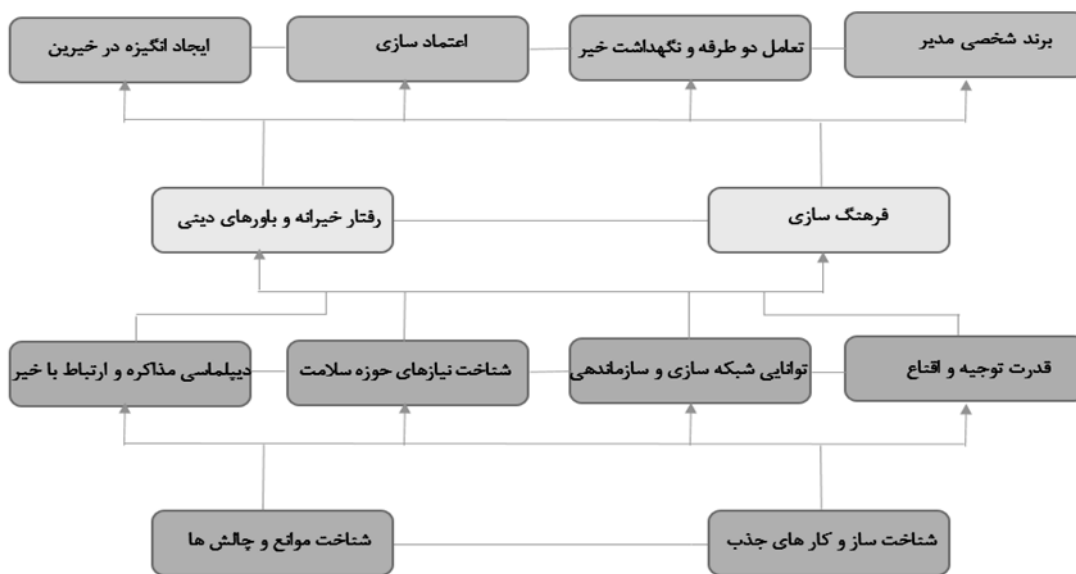 برند شخصی مدیر
تعامل دو طرفه و نگهداشت خیر
اعتماد سازی
ایجاد انگیزه در خیرین
فرهنگ سازی
رفتار خیرانه و باورهای دینی
قدرت توجیه و اقناع
توانایی شبکه سازی و سازماندهی
شناخت نیازهای حوزه سلامت
دیپلماسی مذاکره و ارتباط با خیر
شناخت ساز و کار های جذب
شناخت موانع و چالش ها